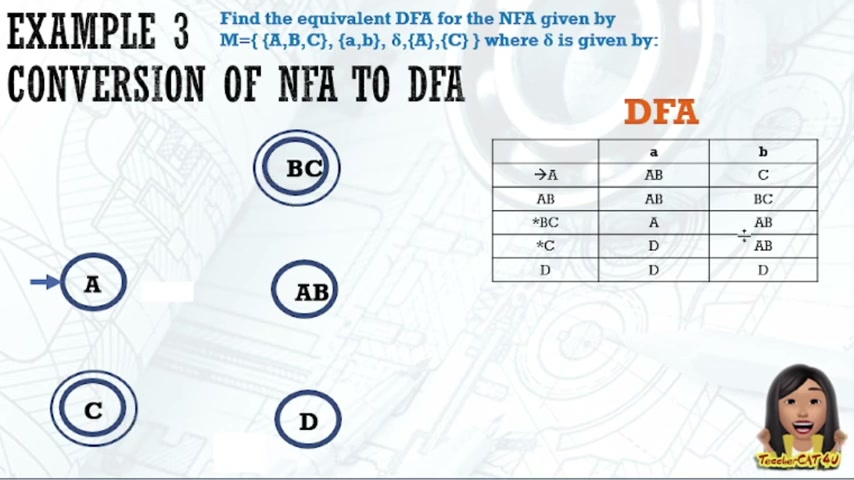 EXAMPLE 3
CONVERSION OF NFA TO DFA
Find the equivalent DFA for the NFA given by
M={ {A,B,C}, {a,b}, δ,{A},{C} } where δ is given by:
BC
A
AB
C
D
DFA
a b
→A AB C
AB AB BC
*BC A AB
*C D AB
D D D
TeacherCAT4U